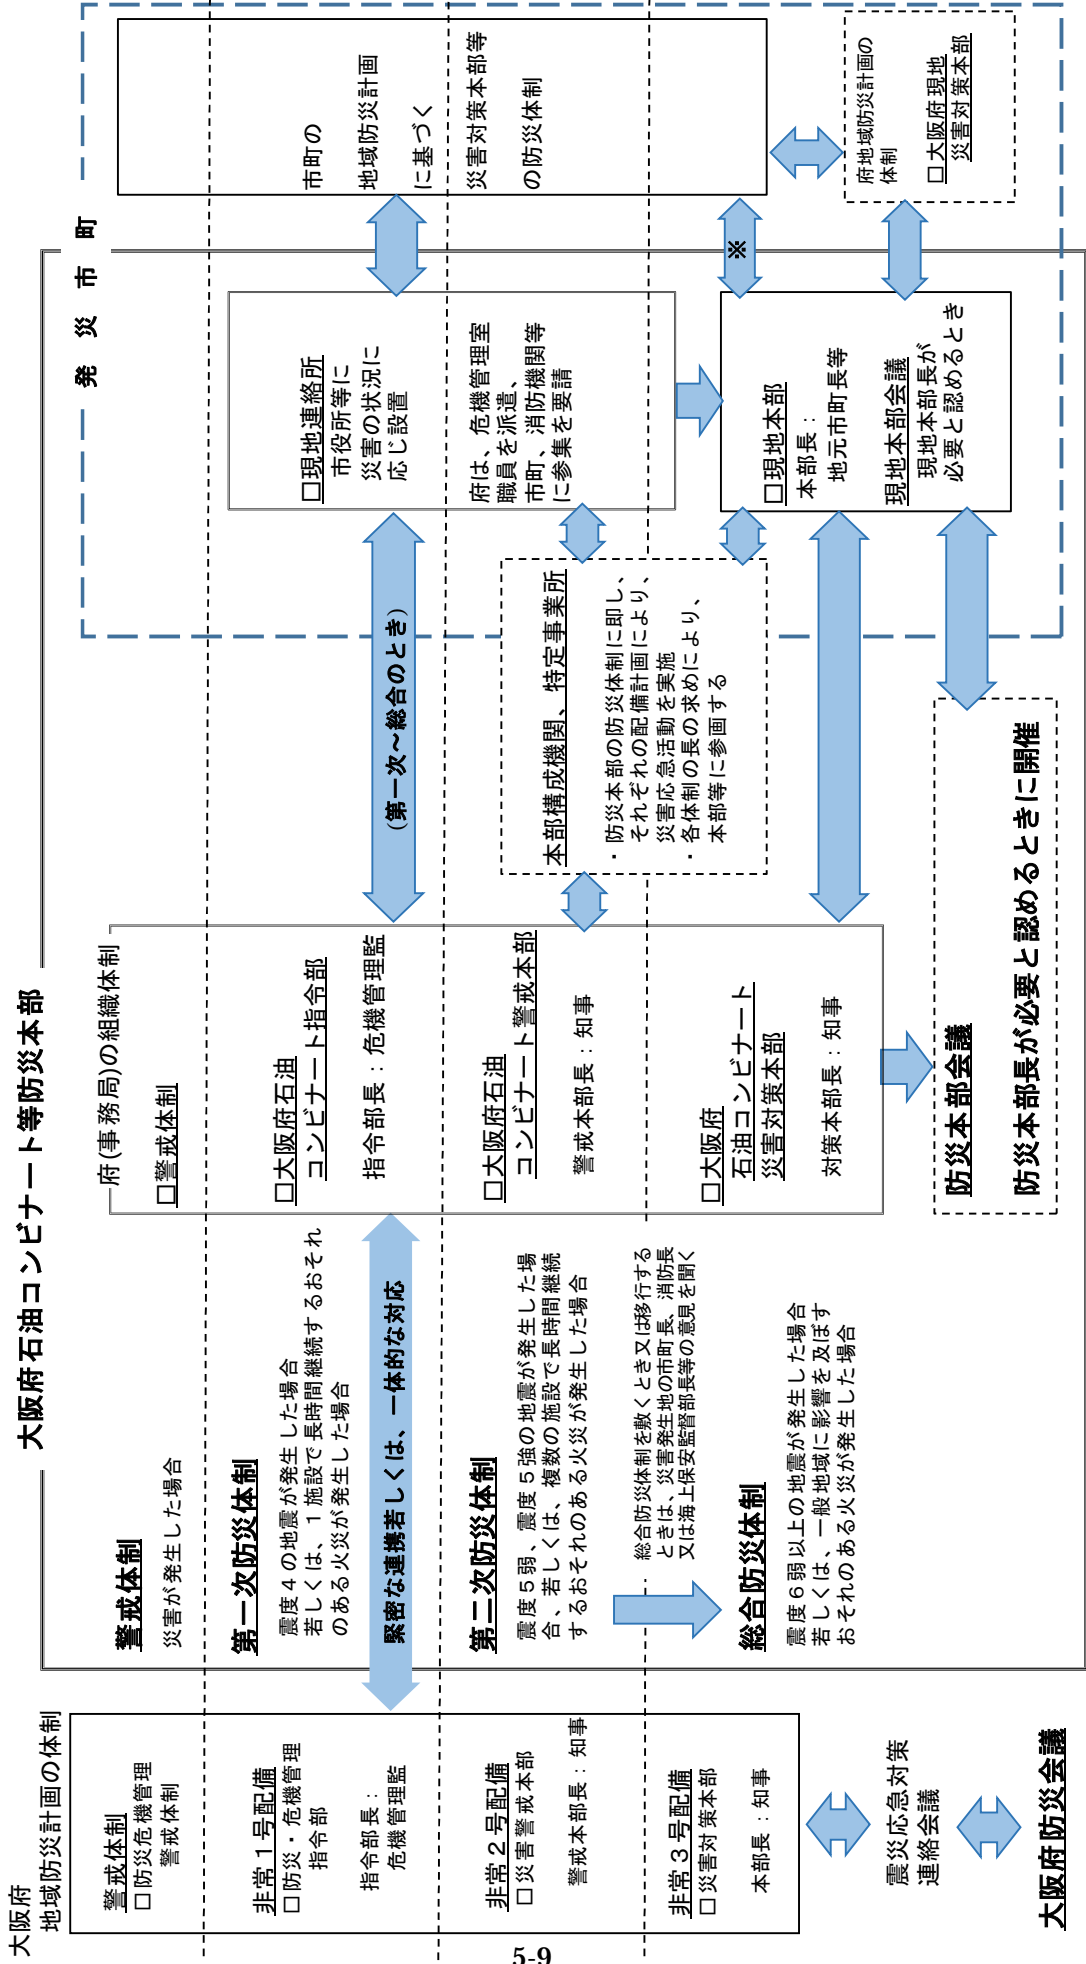 大阪府石油コンビナート等防災本部
発災市町
大阪府
地域防災計画の体制
警戒体制
□防災危機管理
警戒体制
非常1号配備
□防災・危機管理
指令部
指令部長：
危機管理監
非常２号配備
□災害警戒本部
警戒本部長：知事
非常３号配備
□災害対策本部
本部長：知事
震災応急対策
連絡会議
大阪府防災会議
警戒体制
災害が発生した場合
第一次防災体制
震度４の地震が発生した場合
若しくは、１施設で長時間継続するおそれ
のある火災が発生した場合
緊密な連携若しくは、一体的な対応
第二次防災体制
震度５弱、震度５強の地震が発生した場
合、若しくは、複数の施設で長時間継続
するおそれのある火災が発生した場合
総合防災体制を敷くとき又は移行する
ときは、災害発生地の市町長、消防長
又は海上保安監督部長等の意見を聞く
総合防災体制
震度６弱以上の地震が発生した場合
若しくは、一般地域に影響を及ぼす
おそれのある火災が発生した場合
府(事務局)の組織体制
□警戒体制
□大阪府石油
コンビナート指令部
指令部長：危機管理監
□大阪府石油
コンビナート警戒本部
警戒本部長：知事
□大阪府
石油コンビナート
災害対策本部
対策本部長：知事
防災本部会議
防災本部長が必要と認めるときに開催
(第一次～総合のとき)
本部構成機関、特定事業所
・防災本部の防災体制に即し、
それぞれの配備計画により、
災害応急活動を実施
・各体制の長の求めにより、
本部等に参画する
□現地連絡所
市役所等に
災害の状況に
応じ設置
府は、危機管理室
職員を派遣、
市町、消防機関等
に参集を要請
□現地本部
本部長：
地元市町長等
現地本部会議
現地本部長が
必要と認めるとき
※
市町の
地域防災計画
に基づく
災害対策本部等
の防災体制
府地域防災計画の
体制
□大阪府現地
災害対策本部
5-9